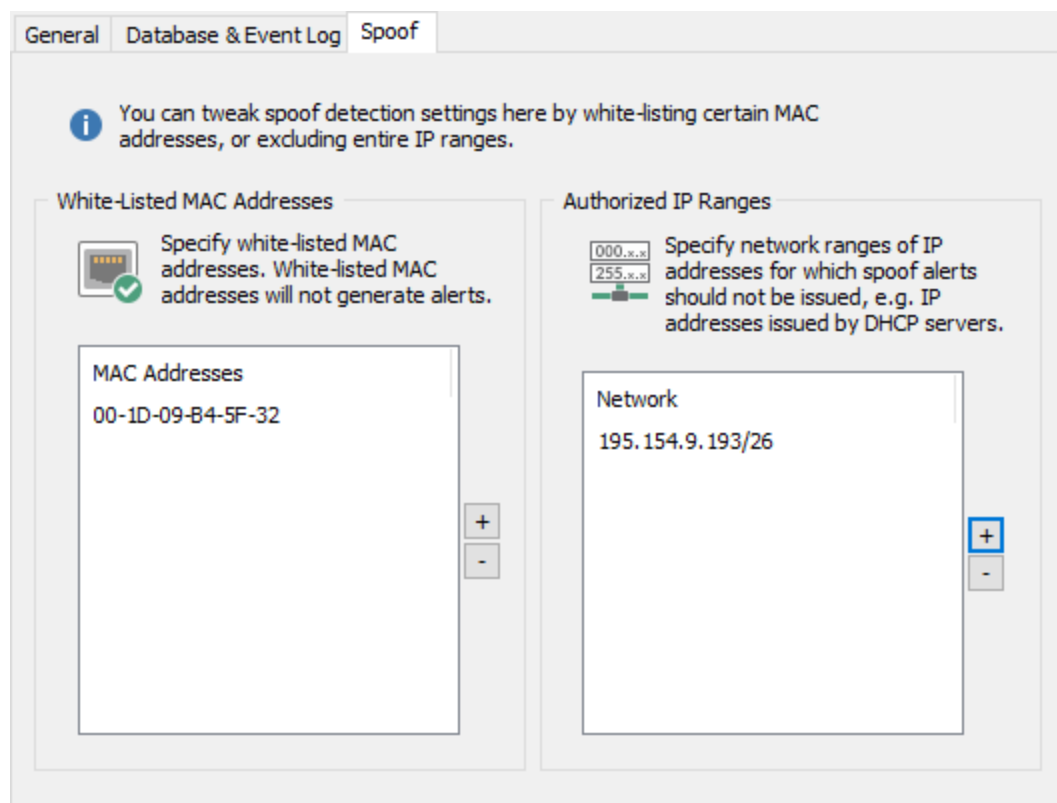 General Database & Event Log Spoof
You can tweak spoof detection settings here by white-listing certain MAC
addresses, or excluding entire IP ranges.
White-Listed MAC Addresses
Specify white-listed MAC
addresses. White-listed MAC
addresses will not generate alerts.
MAC Addresses
00-1D-09-B4-5F-32
+
-
Authorized IP Ranges
000.x.x
255.x.x
Specify network ranges of IP
addresses for which spoof alerts
should not be issued, e.g. IP
addresses issued by DHCP servers.
Network
195.154.9.193/26
+
-